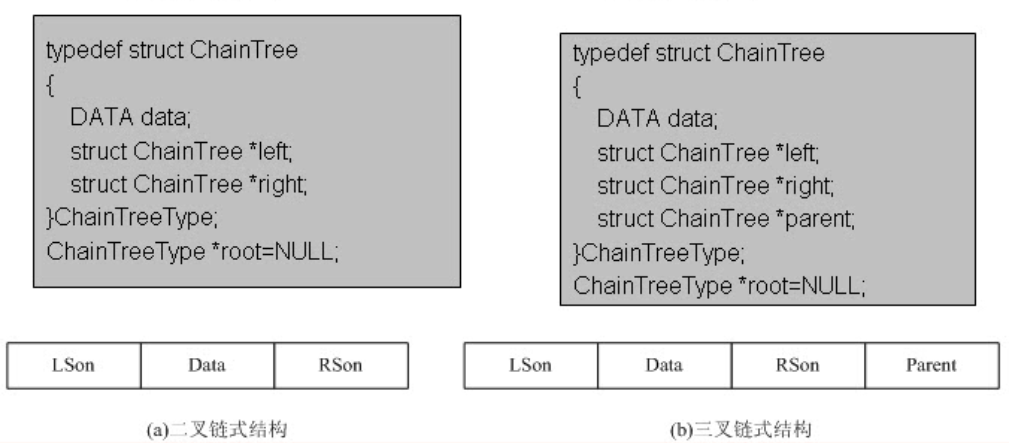 typedef struct ChainTree
{
DATA data;
struct ChainTree *left;
struct ChainTree *right;
}ChainTreeType;
ChainTreeType *root=NULL;
typedef struct ChainTree
{
DATA data;
struct ChainTree *left;
struct ChainTree *right;
struct ChainTree *parent;
}ChainTreeType;
ChainTreeType *root=NULL;
LSon Data RSon
LSon Data RSon Parent
(a)二叉链式结构
(b)三叉链式结构